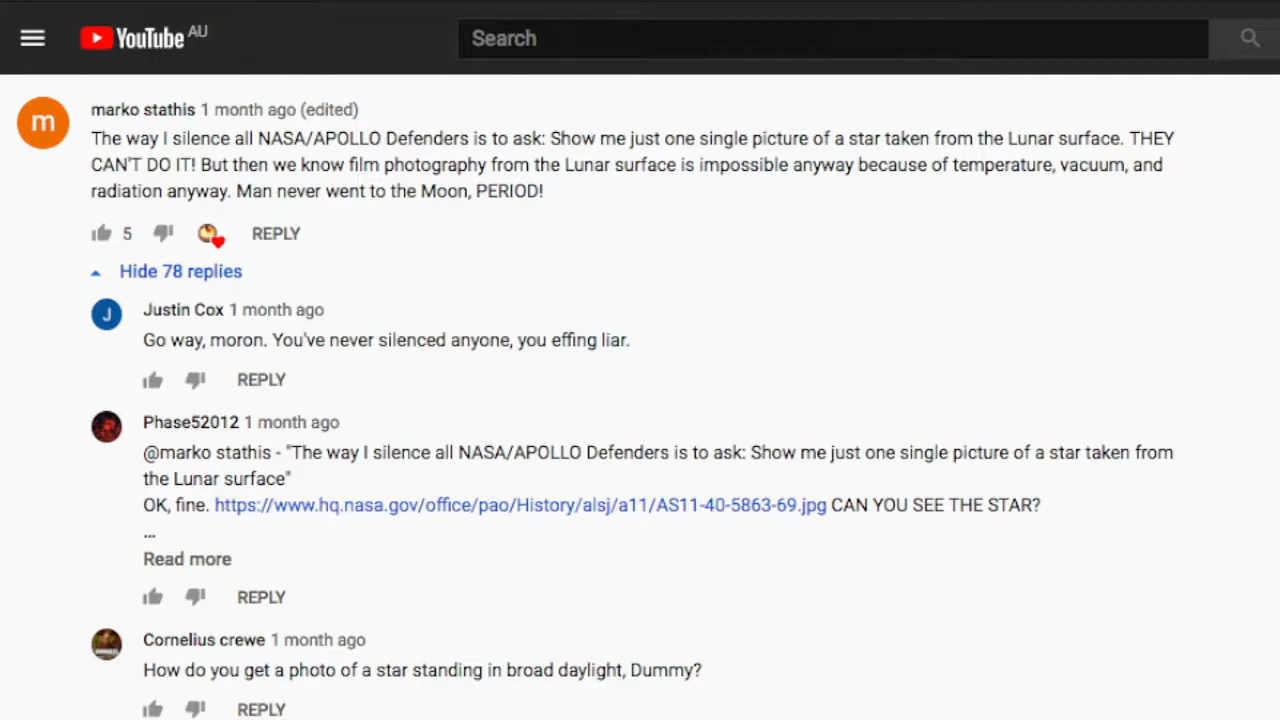 YouTube AU
Search
marko stathis 1 month ago (edited)
The way I silence all NASA/APOLLO Defenders is to ask: Show me just one single picture of a star taken from the Lunar surface. THEY
CAN'T DO IT! But then we know film photography from the Lunar surface is impossible anyway because of temperature, vacuum, and
radiation anyway. Man never went to the Moon, PERIOD!
5 REPLY
Hide 78 replies
J
Justin Cox 1 month ago
Go way, moron. You've never silenced anyone, you effing liar.
REPLY
Phase52012 1 month ago
@marko stathis - "The way I silence all NASA/APOLLO Defenders is to ask: Show me just one single picture of a star taken from
the Lunar surface"
OK, fine. https://www.hq.nasa.gov/office/pao/History/alsj/a11/AS11-40-5863-69.jpg CAN YOU SEE THE STAR?
...
Read more
REPLY
Cornelius crewe 1 month ago
How do you get a photo of a star standing in broad daylight, Dummy?
REPLY
m